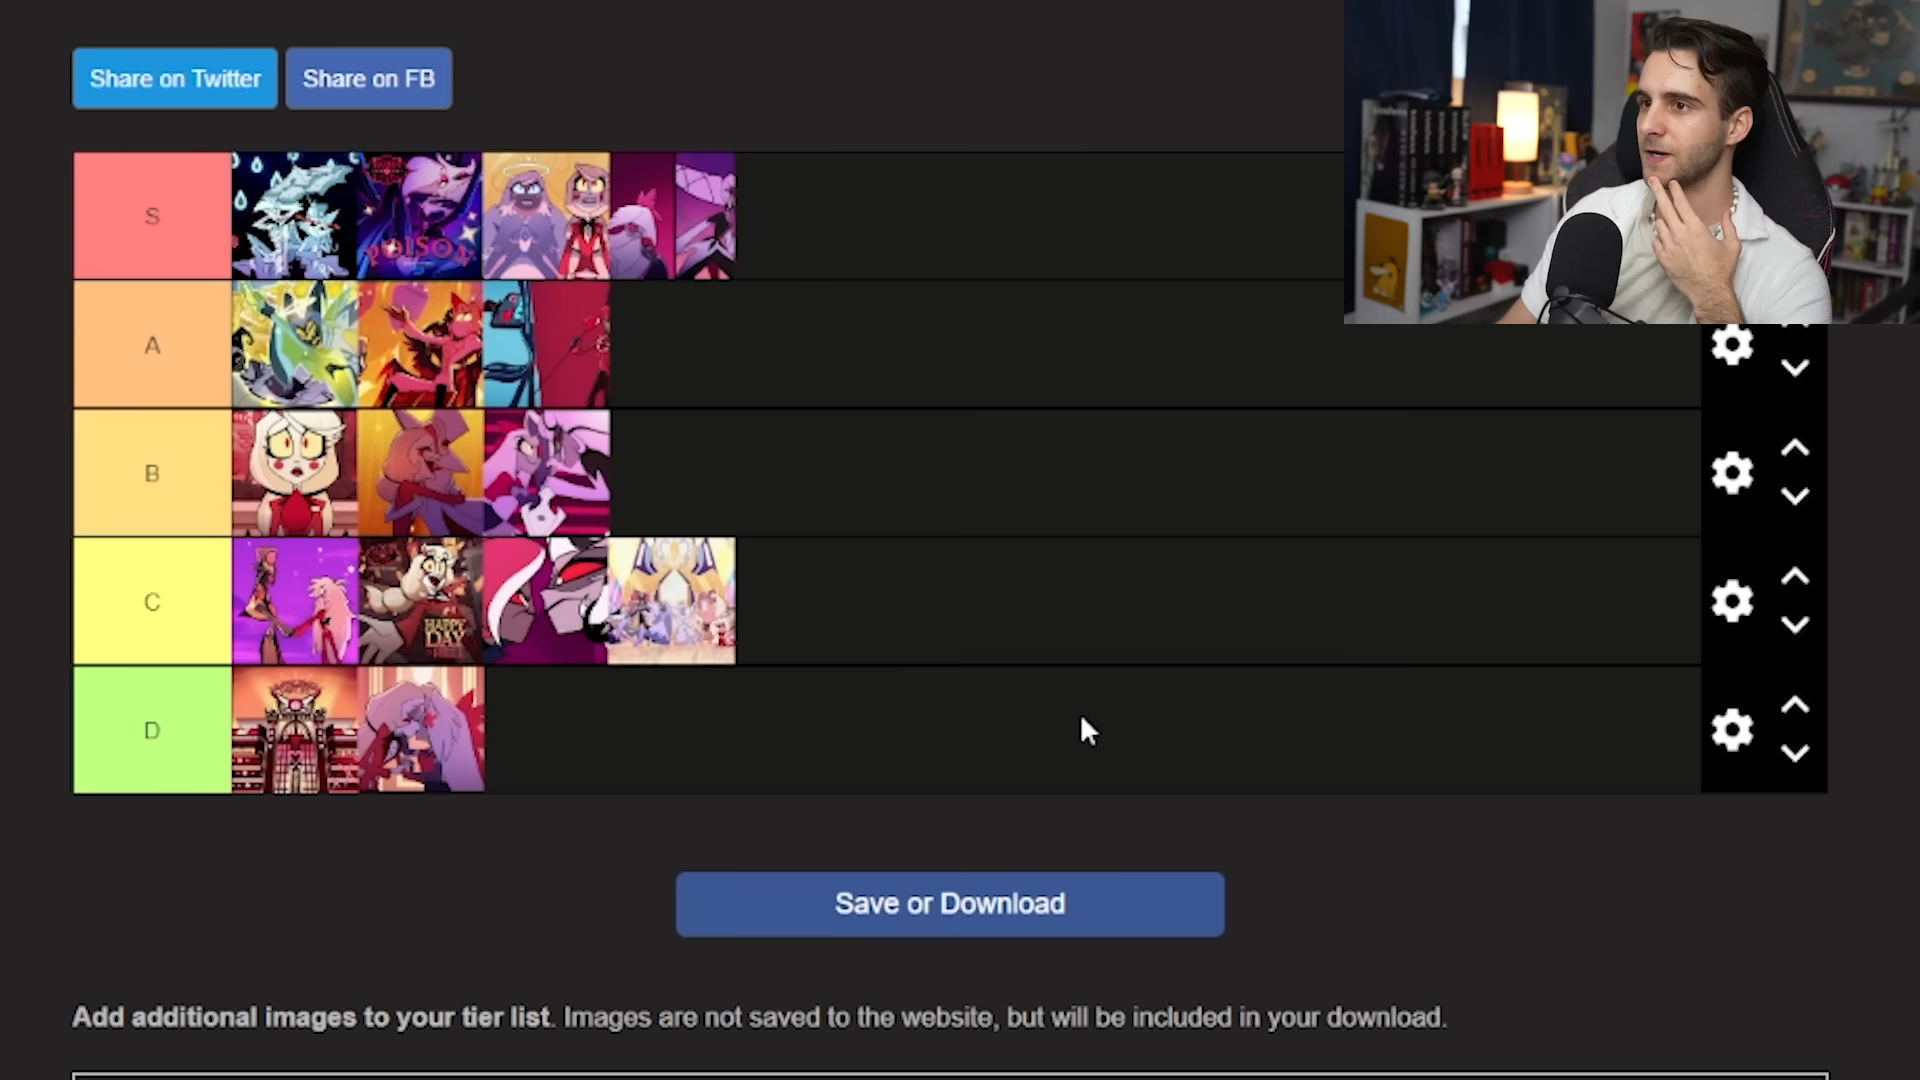 Share on Twitter
Share on FB
S
POISON
A
B
C
HAPPY
DAY
D
Save or Download
Add additional images to your tier list. Images are not saved to the website, but will be included in your download.